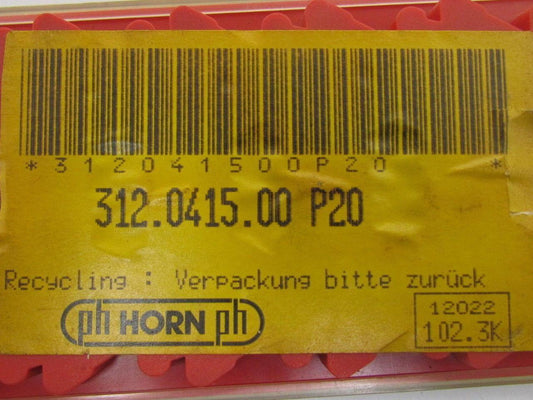 *312041500P20 *
312.0415.00 P20
Recycling : Verpackung bitte zurück
ph HORN ph
12022
102.3K